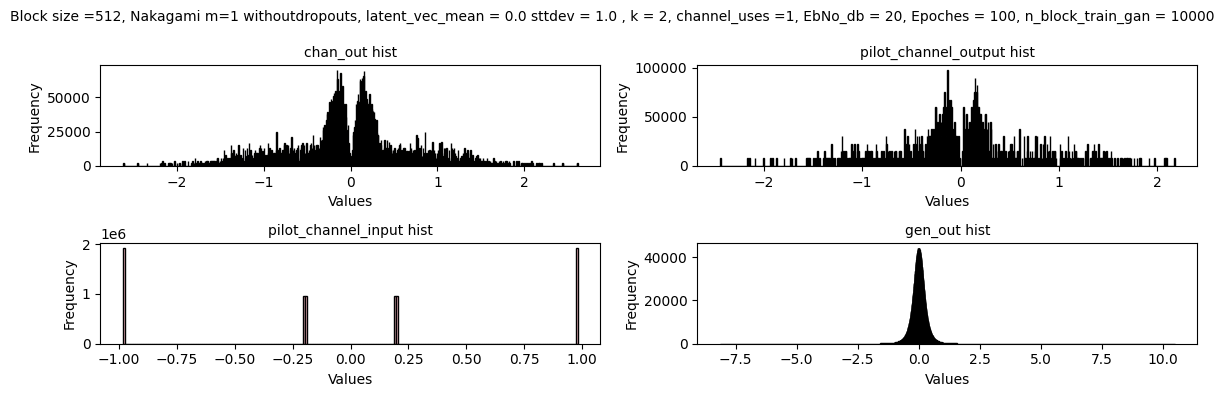 Block size =512, Nakagami m=1 withoutdropouts, latent_vec_mean = 0.0 sttdev = 1.0 , k = 2, channel_uses =1, EbNo_db = 20, Epoches = 100, n_block_train_gan = 10000
chan_out hist
Frequency
50000
25000
0
−2
−1
0
1
2
Values
pilot_channel_output hist
Frequency
100000
50000
0
−2
−1
0
1
2
Values
pilot_channel_input hist
1e6
Frequency
2
1
0
−1.00
−0.75
−0.50
−0.25
0.00
0.25
0.50
0.75
1.00
Values
gen_out hist
Frequency
40000
20000
0
−7.5
−5.0
−2.5
0.0
2.5
5.0
7.5
10.0
Values